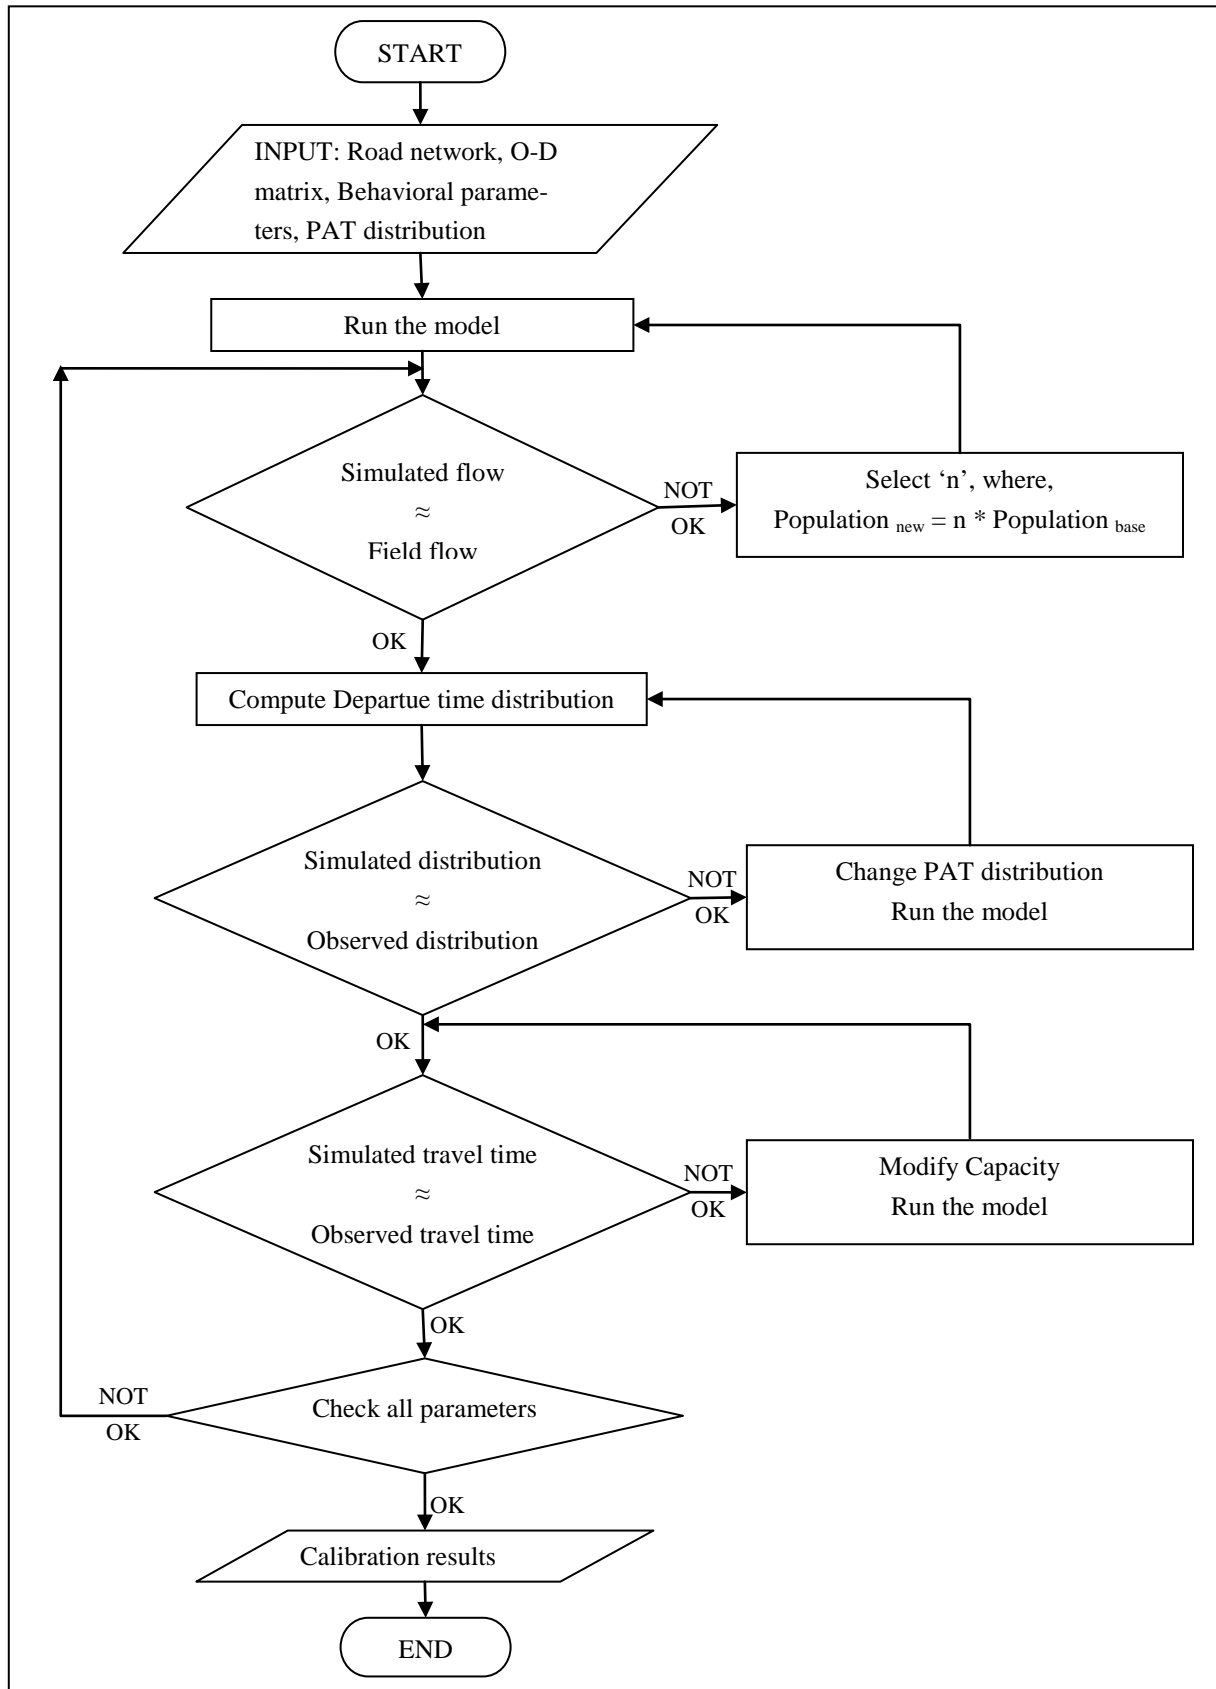 START
INPUT: Road network, O-D
matrix, Behavioral parame-
ters, PAT distribution
Run the model
Simulated flow
≈
Field flow
NOT
OK
Select ‘n’, where,
Population new = n * Population base
OK
Compute Departue time distribution
Simulated distribution
≈
Observed distribution
NOT
OK
Change PAT distribution
Run the model
OK
Simulated travel time
≈
Observed travel time
NOT
OK
Modify Capacity
Run the model
OK
Check all parameters
NOT
OK
OK
Calibration results
END